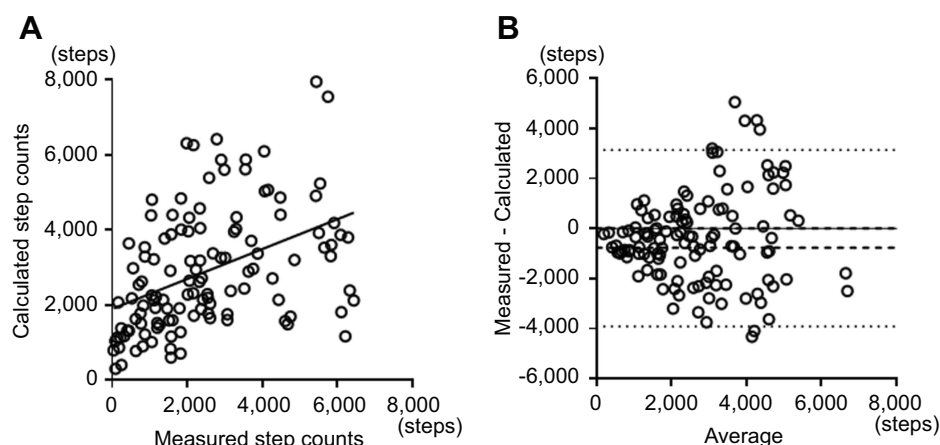 A
(steps)
8,000
6,000
4,000
2,000
0
Calculated step counts
0 2,000 4,000 6,000 8,000
(steps)
Measured step counts
B
(steps)
6,000
4,000
2,000
0
-2,000
-4,000
-6,000
Measured - Calculated
0 2,000 4,000 6,000 8,000
(steps)
Average